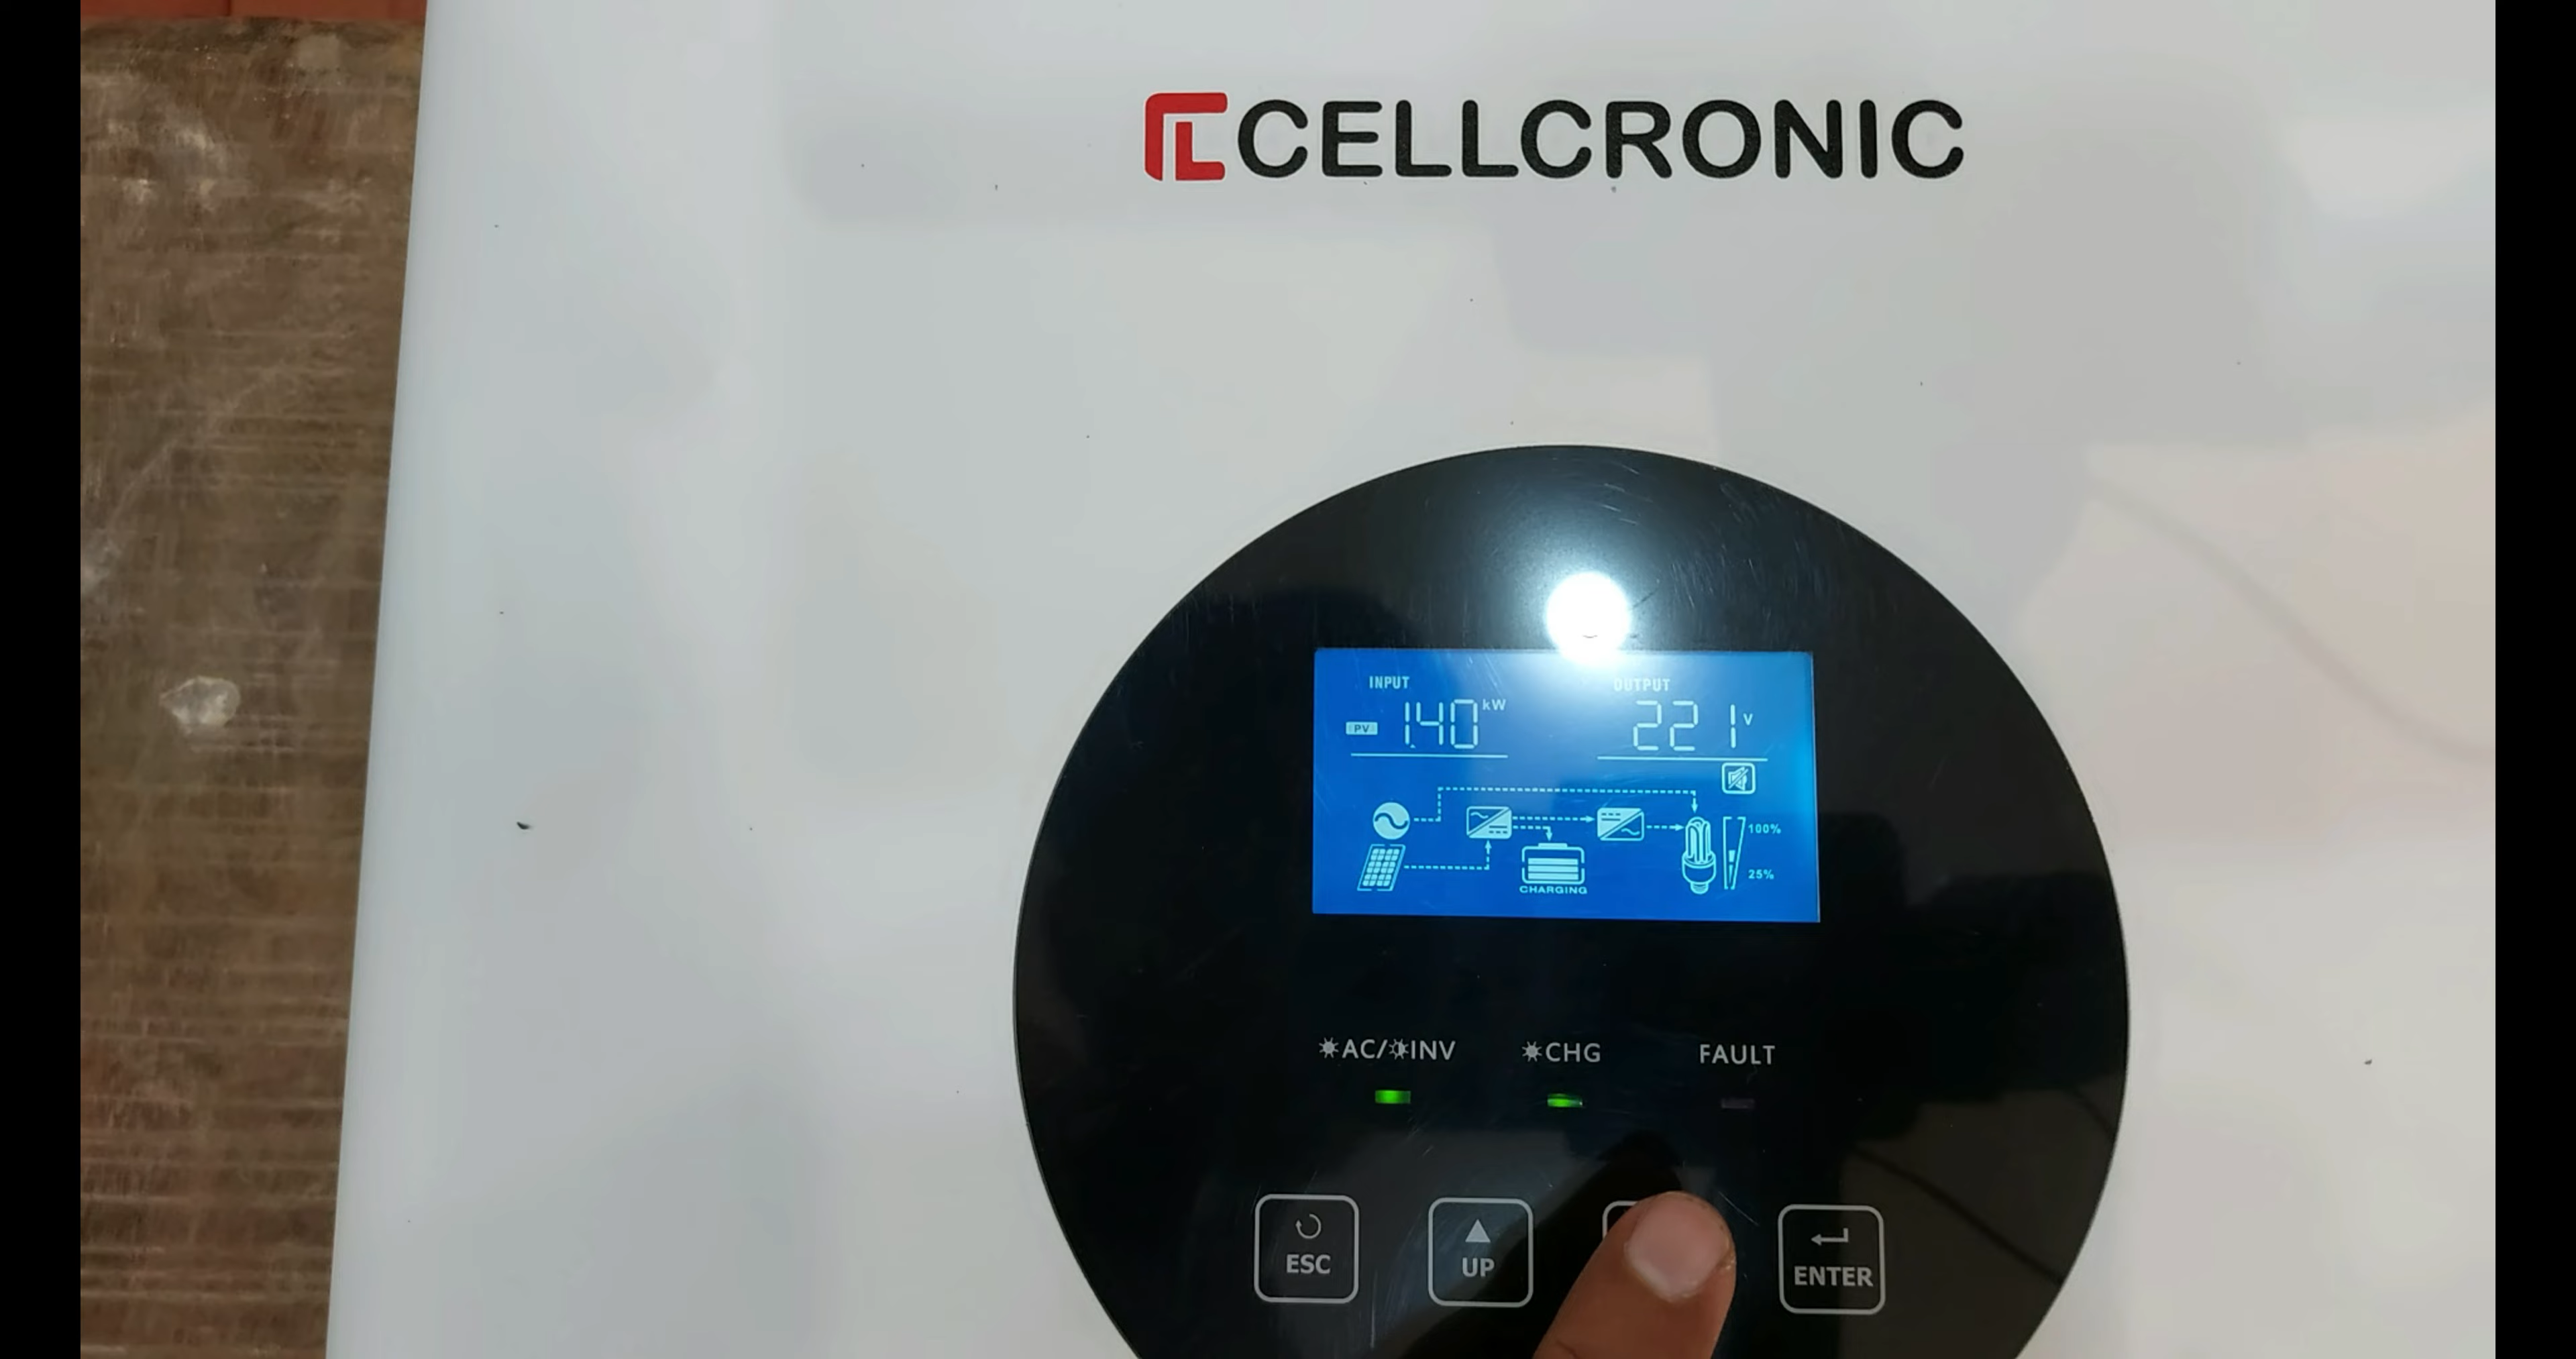 CELLCRONIC
INPUT OUTPUT
PV 1.40 kW 221 V
100%
25%
CHARGING
AC/INV CHG FAULT
ESC UP ENTER